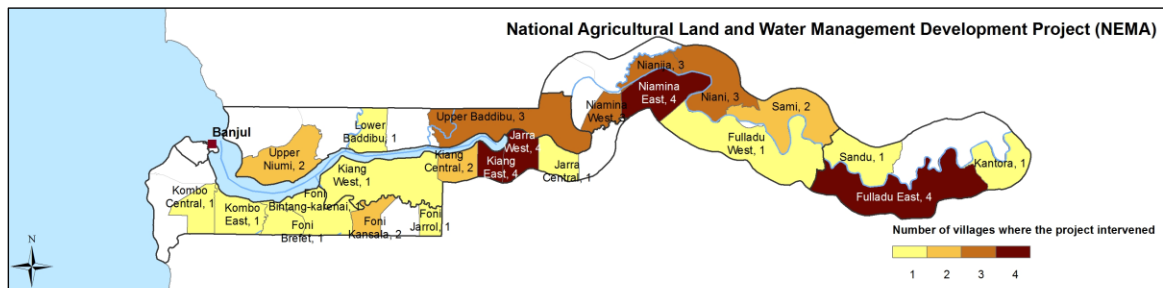 National Agricultural Land and Water Management Development Project (NEMA)
Nianija, 3
Niamina
East, 4
Niani, 3
Sami, 2
Niamina
West, 3
Upper Baddibu, 3
Lower
Baddibu, 1
Banjul
Jarra
West, 4
Fulladu
West, 1
Upper
Niumi, 2
Kiang
Central, 2
Kiang
East, 4
Jarra
Central, 1
Sandu, 1
Kantora, 1
Kiang
West, 1
Kombo
Central, 1
Foni
Bintang-karenai, 1
Fulladu East, 4
Kombo
East, 1
Foni
Brefet, 1
Foni
Kansala, 2
Foni
Jarrol, 1
N
Number of villages where the project intervened
1 2 3 4